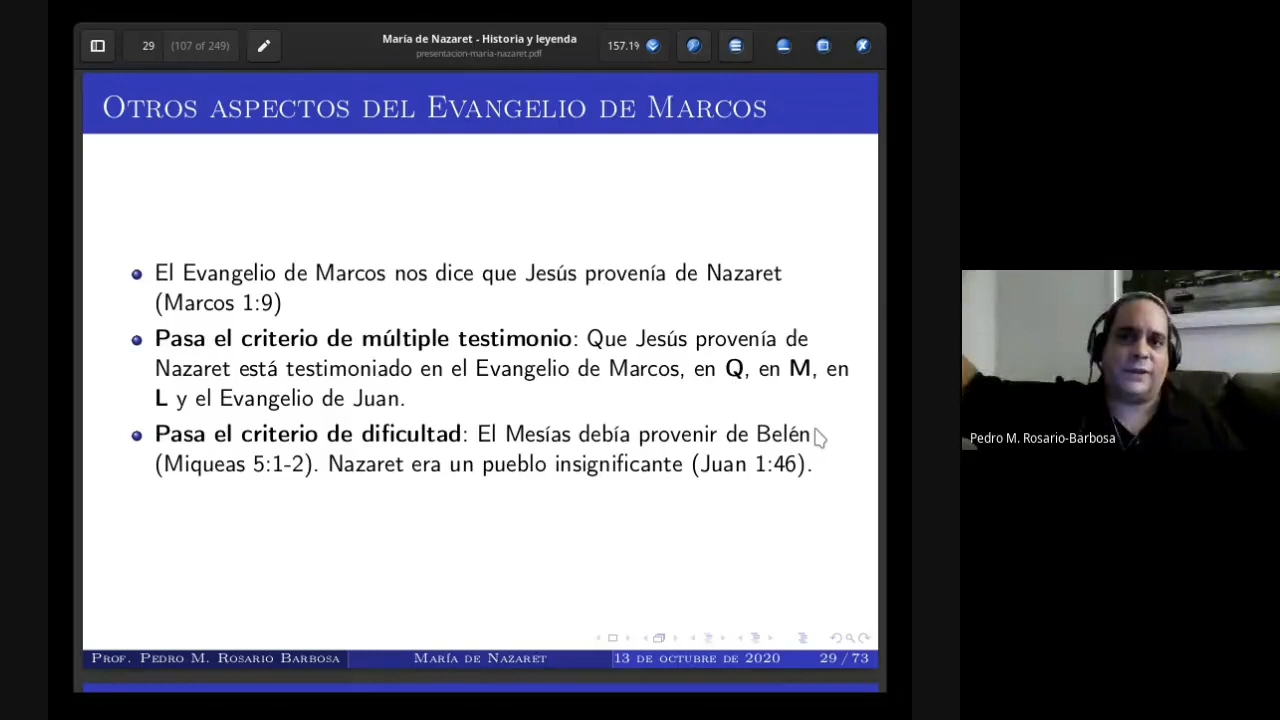 29 (107 of 249)
María de Nazaret - Historia y leyenda
presentacion-maria-nazaret.pdf
157.1%
Otros aspectos del Evangelio de Marcos
El Evangelio de Marcos nos dice que Jesús provenía de Nazaret
(Marcos 1:9)
Pasa el criterio de múltiple testimonio: Que Jesús provenía de
Nazaret está testimoniado en el Evangelio de Marcos, en Q, en M, en
L y el Evangelio de Juan.
Pasa el criterio de dificultad: El Mesías debía provenir de Belén
(Miqueas 5:1-2). Nazaret era un pueblo insignificante (Juan 1:46).
Prof. Pedro M. Rosario Barbosa María de Nazaret 13 de octubre de 2020 29 / 73
Pedro M. Rosario-Barbosa